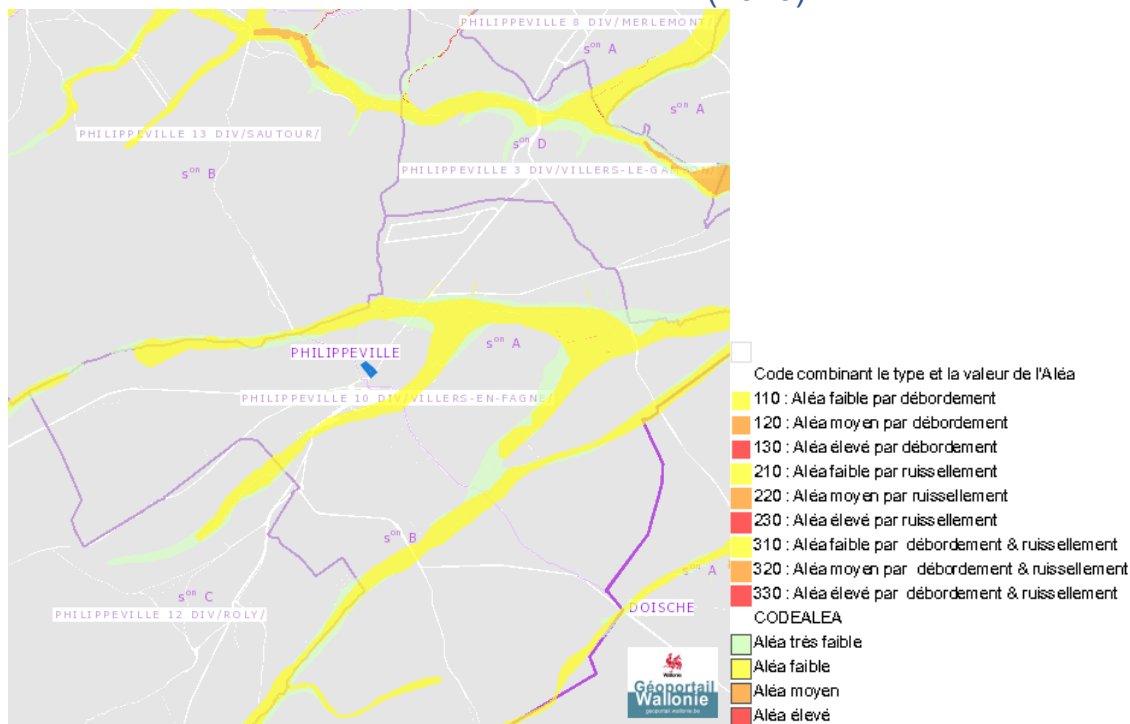 PHILIPPEVILLE 8 DIV/MERLEMONT/
sᵒⁿ A
sᵒⁿ A
PHILIPPEVILLE 13 DIV/SAUTOUR/
sᵒⁿ D
sᵒⁿ B
PHILIPPEVILLE 3 DIV/VILLERS-LE-GAMBON/
sᵒⁿ A
PHILIPPEVILLE
PHILIPPEVILLE 10 DIV/VILLERS-EN-FAGNE/
sᵒⁿ B
sᵒⁿ A
sᵒⁿ C
PHILIPPEVILLE 12 DIV/ROLY/
DOISCHE
Wallonie
Géoportail
Wallonie
geoportail.wallonie.be
Code combinant le type et la valeur de l'Aléa
110 : Aléa faible par débordement
120 : Aléa moyen par débordement
130 : Aléa élevé par débordement
210 : Aléa faible par ruissellement
220 : Aléa moyen par ruissellement
230 : Aléa élevé par ruissellement
310 : Aléa faible par débordement & ruissellement
320 : Aléa moyen par débordement & ruissellement
330 : Aléa élevé par débordement & ruissellement
CODEALEA
Aléa très faible
Aléa faible
Aléa moyen
Aléa élevé